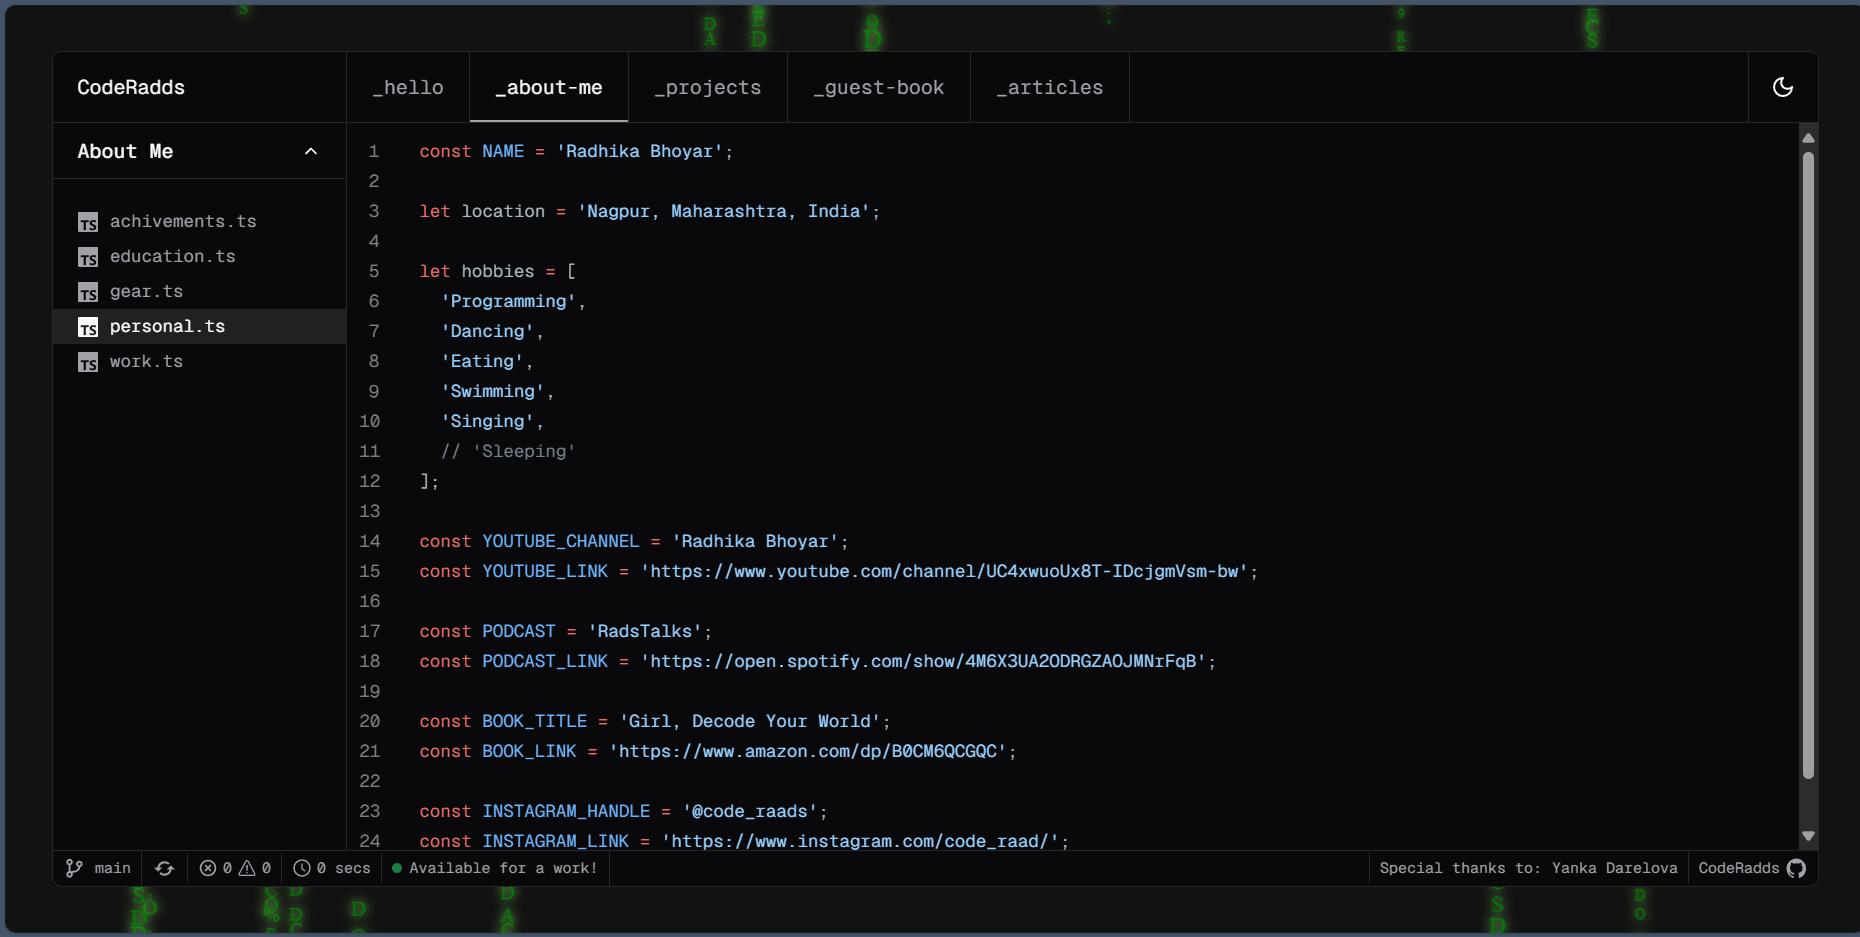 CodeRadds
_hello
_about-me
_projects
_guest-book
_articles
About Me
TS achivements.ts
TS education.ts
TS gear.ts
TS personal.ts
TS work.ts
1 const NAME = 'Radhika Bhoyar';
2
3 let location = 'Nagpur, Maharashtra, India';
4
5 let hobbies = [
6 'Programming',
7 'Dancing',
8 'Eating',
9 'Swimming',
10 'Singing',
11 // 'Sleeping'
12 ];
13
14 const YOUTUBE_CHANNEL = 'Radhika Bhoyar';
15 const YOUTUBE_LINK = 'https://www.youtube.com/channel/UC4xwuoUx8T-IDcjgmVsm-bw';
16
17 const PODCAST = 'RadsTalks';
18 const PODCAST_LINK = 'https://open.spotify.com/show/4M6X3UA2ODRGZAOJMNrFqB';
19
20 const BOOK_TITLE = 'Girl, Decode Your World';
21 const BOOK_LINK = 'https://www.amazon.com/dp/B0CM6QCGQC';
22
23 const INSTAGRAM_HANDLE = '@code_raads';
24 const INSTAGRAM_LINK = 'https://www.instagram.com/code_raad/';
main
0 0
0 secs
Available for a work!
Special thanks to: Yanka Darelova
CodeRadds